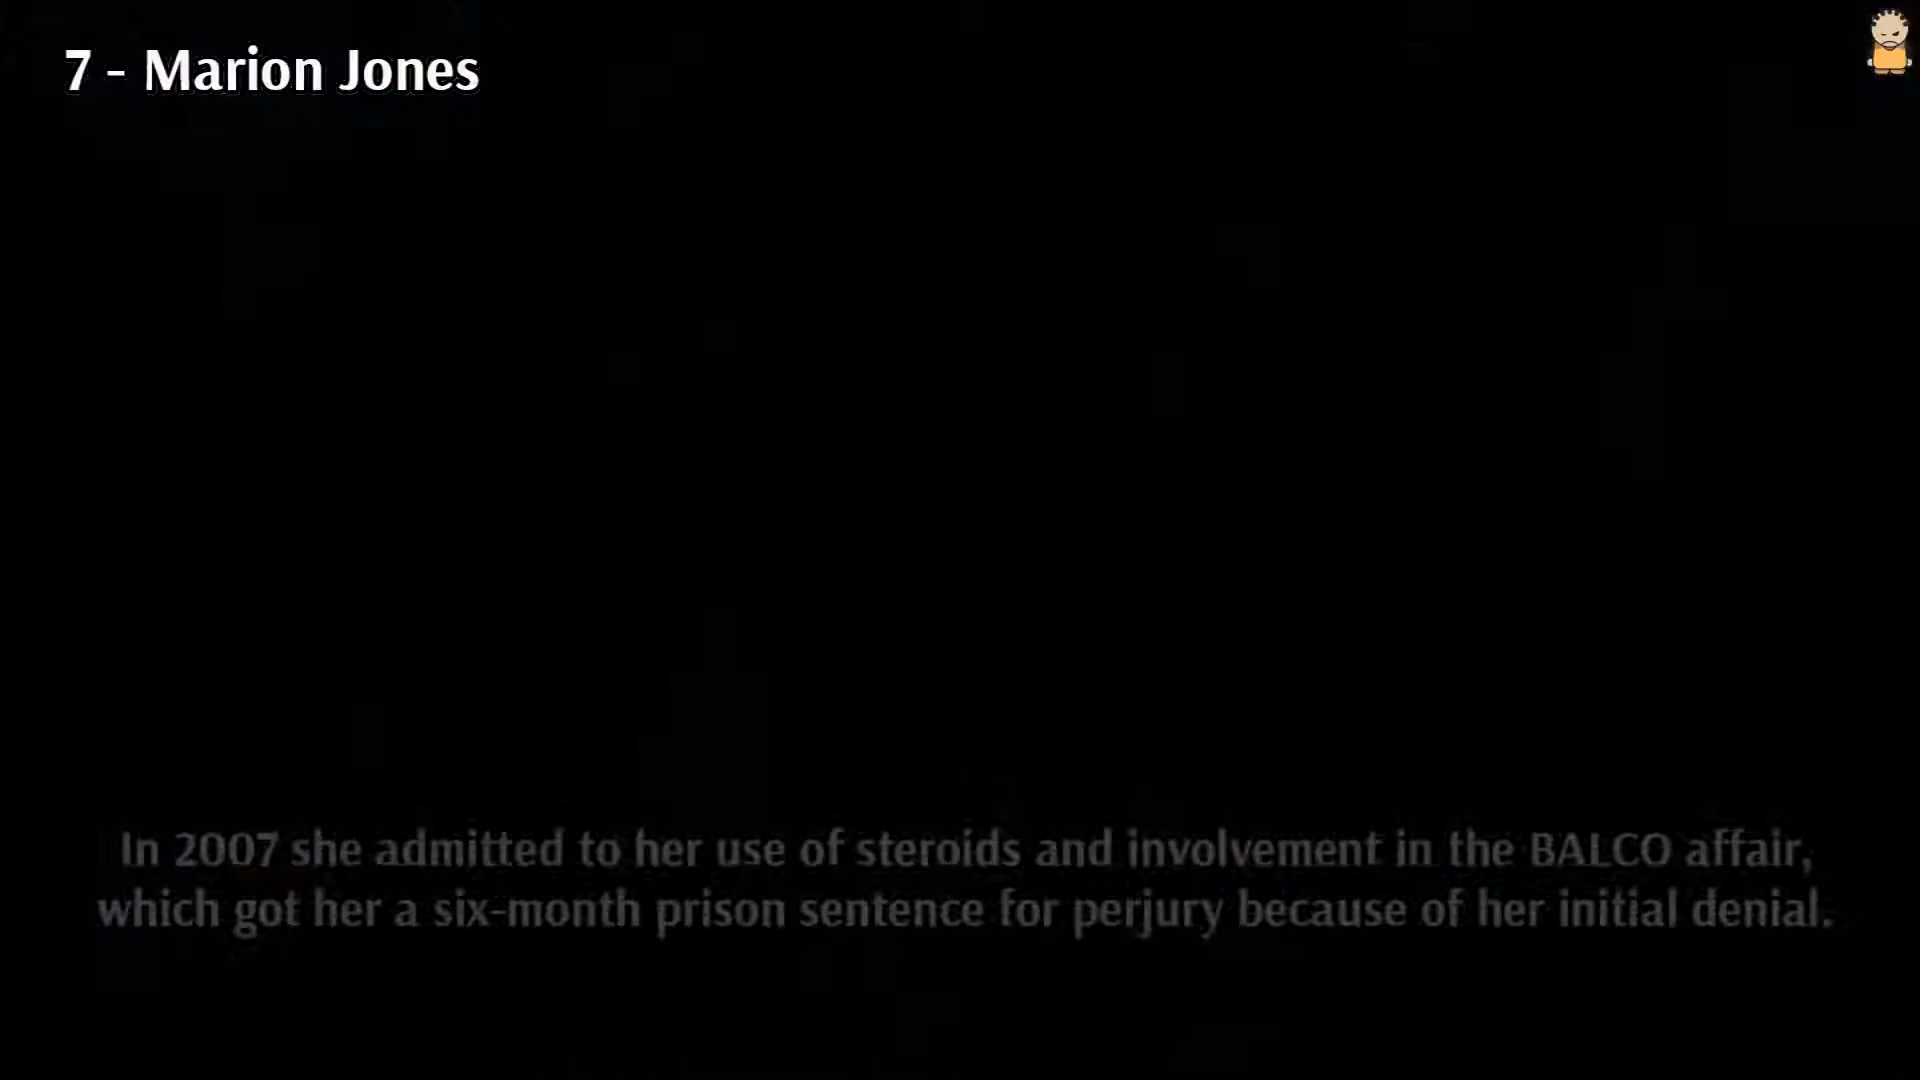 7 - Marion Jones
In 2007 she admitted to her use of steroids and involvement in the BALCO affair,
which got her a six-month prison sentence for perjury because of her initial denial.